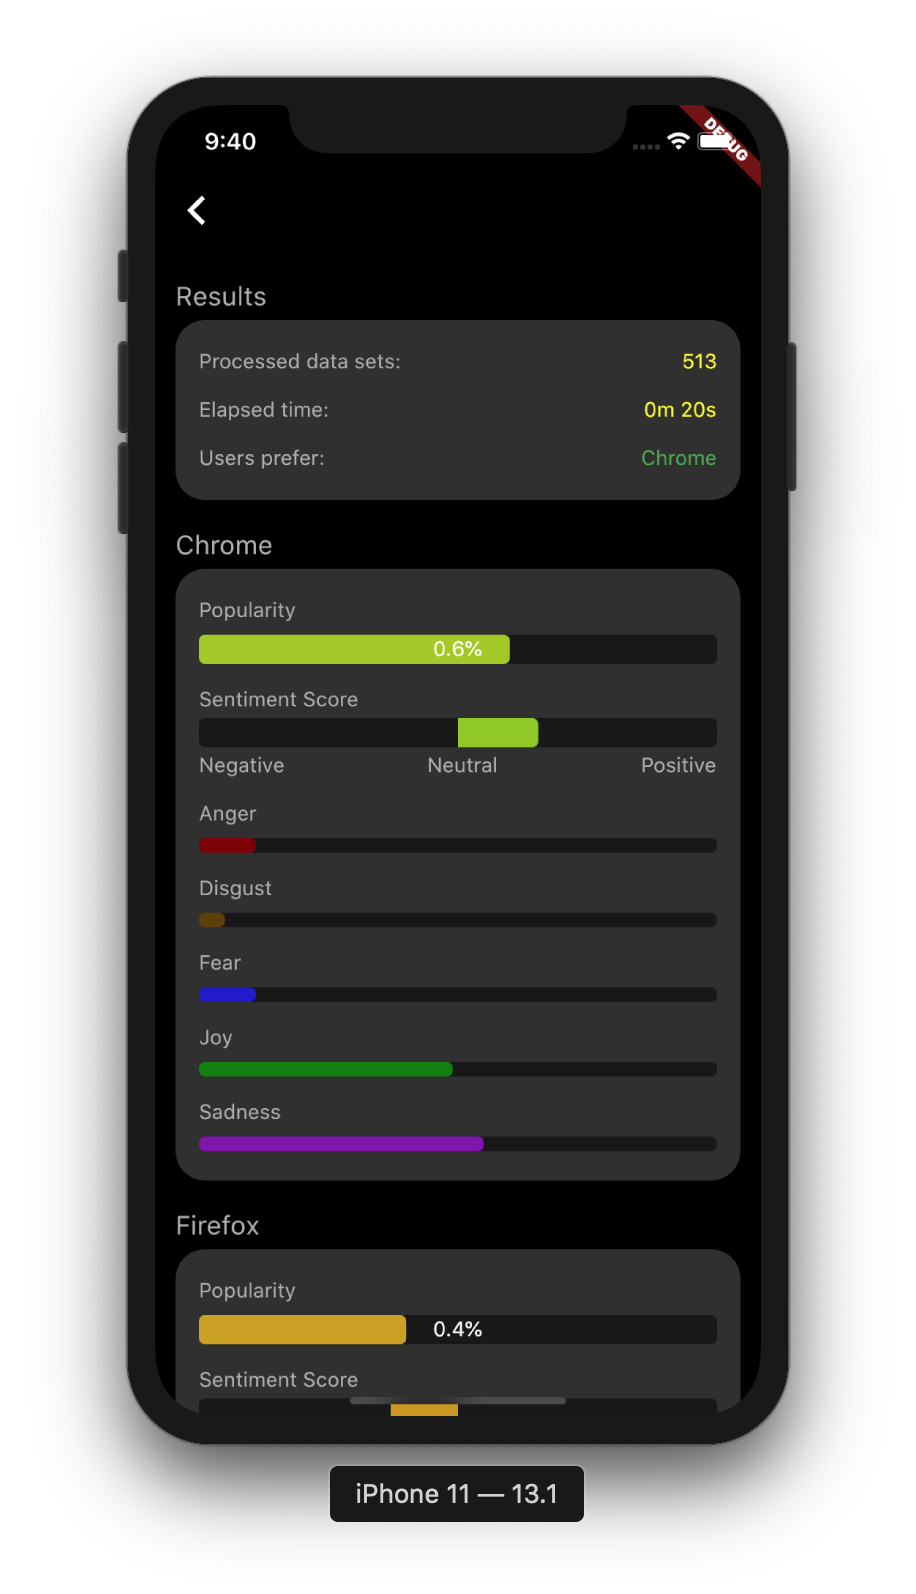 9:40
DEBUG
Results
Processed data sets: 513
Elapsed time: 0m 20s
Users prefer: Chrome
Chrome
Popularity
0.6%
Sentiment Score
Negative Neutral Positive
Anger
Disgust
Fear
Joy
Sadness
Firefox
Popularity
0.4%
Sentiment Score
iPhone 11 — 13.1